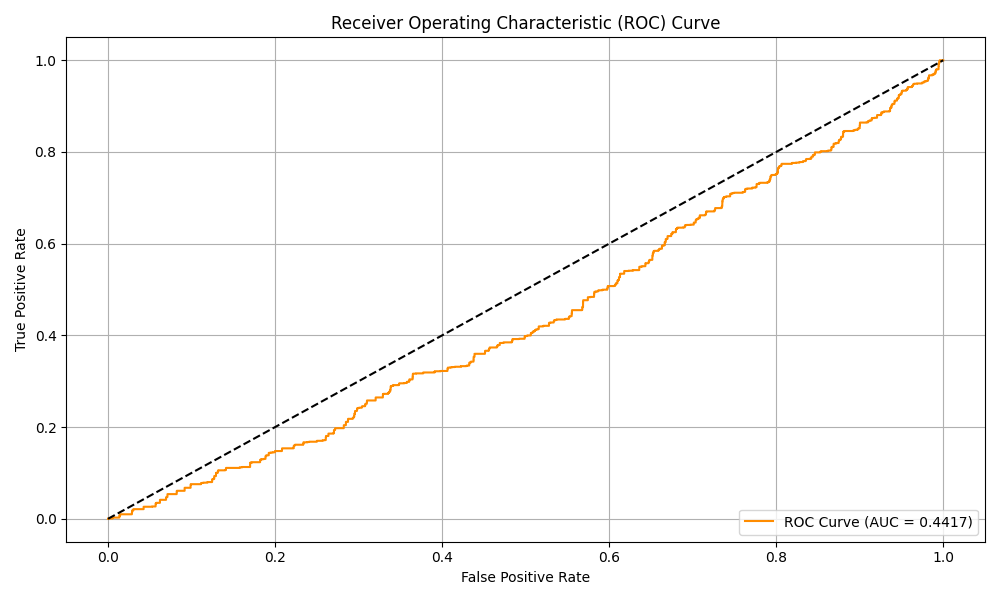 Receiver Operating Characteristic (ROC) Curve
True Positive Rate
1.0
0.8
0.6
0.4
0.2
0.0
0.0 0.2 0.4 0.6 0.8 1.0
False Positive Rate
ROC Curve (AUC = 0.4417)